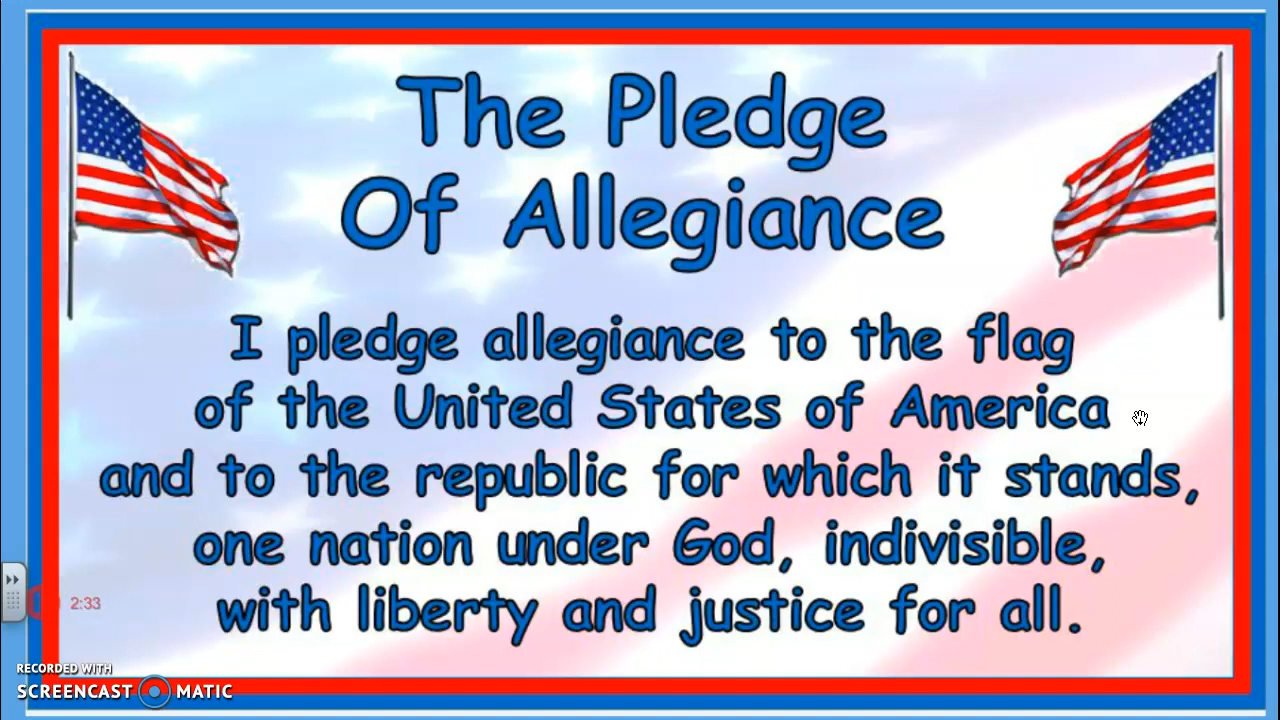 The Pledge
Of Allegiance
I pledge allegiance to the flag
of the United States of America
and to the republic for which it stands,
one nation under God, indivisible,
with liberty and justice for all.
2:33
RECORDED WITH
SCREENCAST MATIC